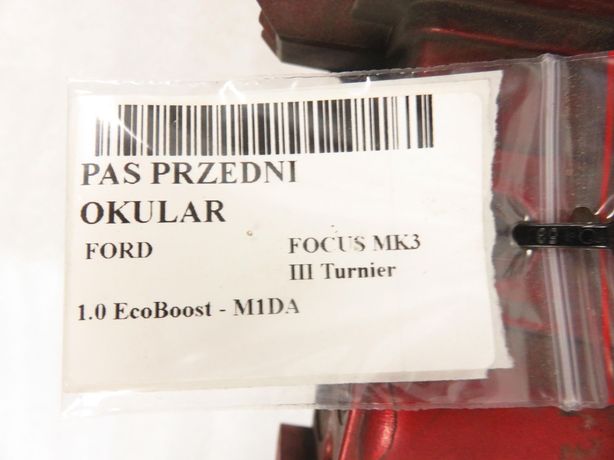 PAS PRZEDNI
OKULAR
FORD FOCUS MK3
III Turnier
1.0 EcoBoost - M1DA